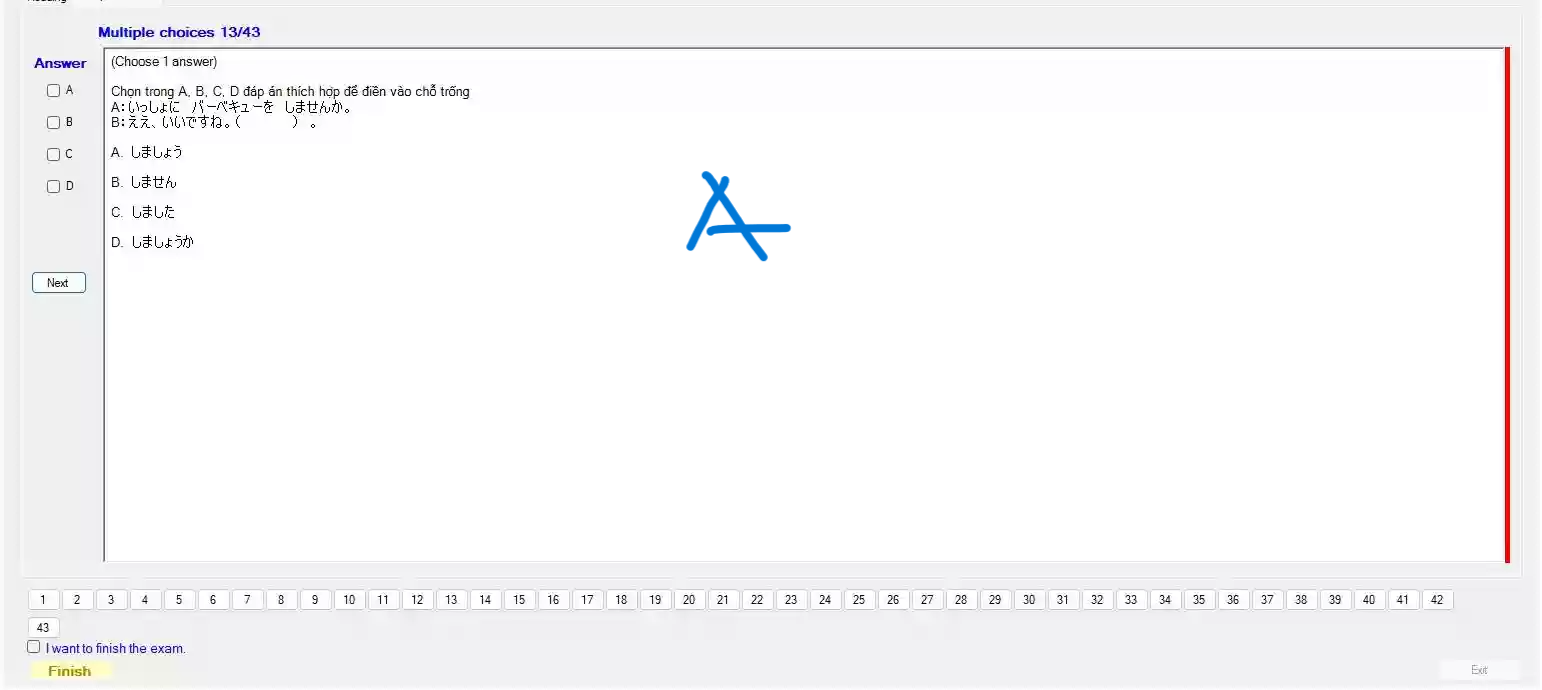 Multiple choices 13/43
Answer
(Choose 1 answer)
A
Chọn trong A, B, C, D đáp án thích hợp để điền vào chỗ trống
A:いっしょに バーベキューを しませんか。
B
B:ええ、いいですね。( ) 。
C
A. しましょう
D
B. しません
C. しました
D. しましょうか
A
Next
1 2 3 4 5 6 7 8 9 10 11 12 13 14 15 16 17 18 19 20 21 22 23 24 25 26 27 28 29 30 31 32 33 34 35 36 37 38 39 40 41 42
43
I want to finish the exam.
Finish
Exit